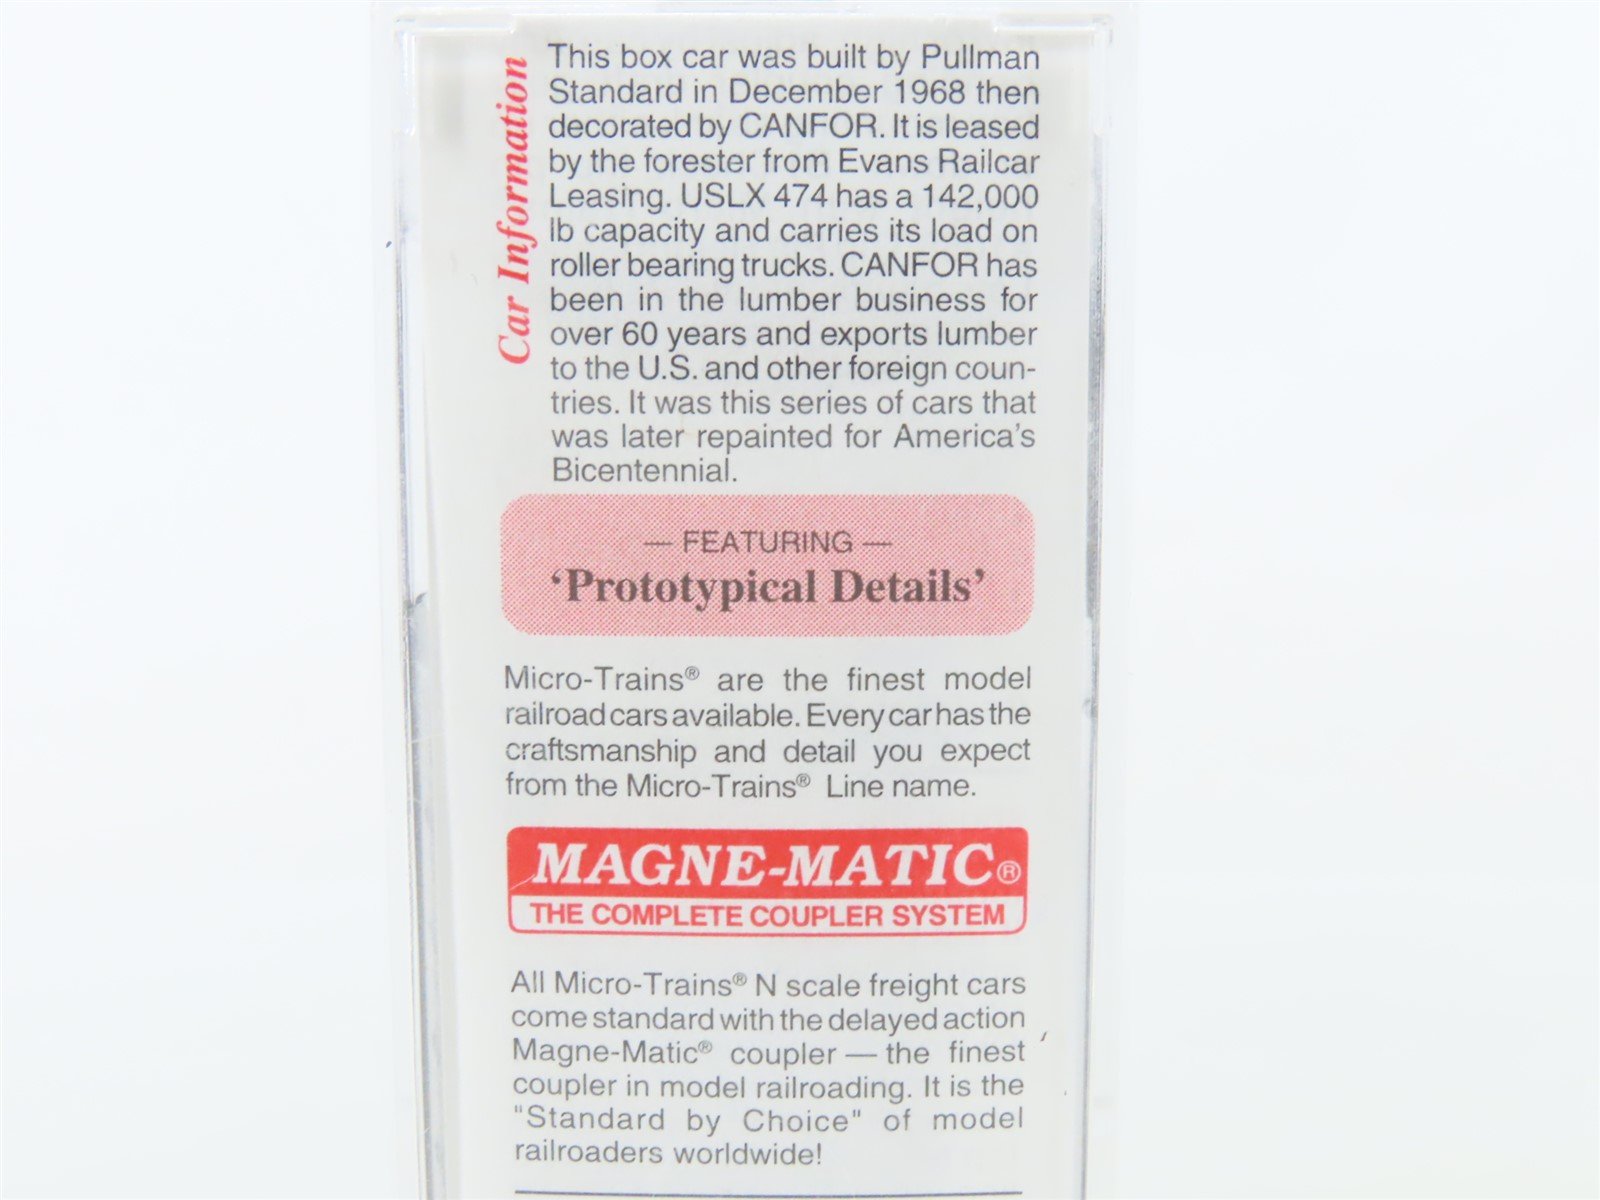 Car Information
This box car was built by Pullman
Standard in December 1968 then
decorated by CANFOR. It is leased
by the forester from Evans Railcar
Leasing. USLX 474 has a 142,000
lb capacity and carries its load on
roller bearing trucks. CANFOR has
been in the lumber business for
over 60 years and exports lumber
to the U.S. and other foreign coun-
tries. It was this series of cars that
was later repainted for America's
Bicentennial.
— FEATURING —
‘Prototypical Details’
Micro-Trains® are the finest model
railroad cars available. Every car has the
craftsmanship and detail you expect
from the Micro-Trains® Line name.
MAGNE-MATIC®
THE COMPLETE COUPLER SYSTEM
All Micro-Trains® N scale freight cars
come standard with the delayed action
Magne-Matic® coupler — the finest
coupler in model railroading. It is the
"Standard by Choice" of model
railroaders worldwide!